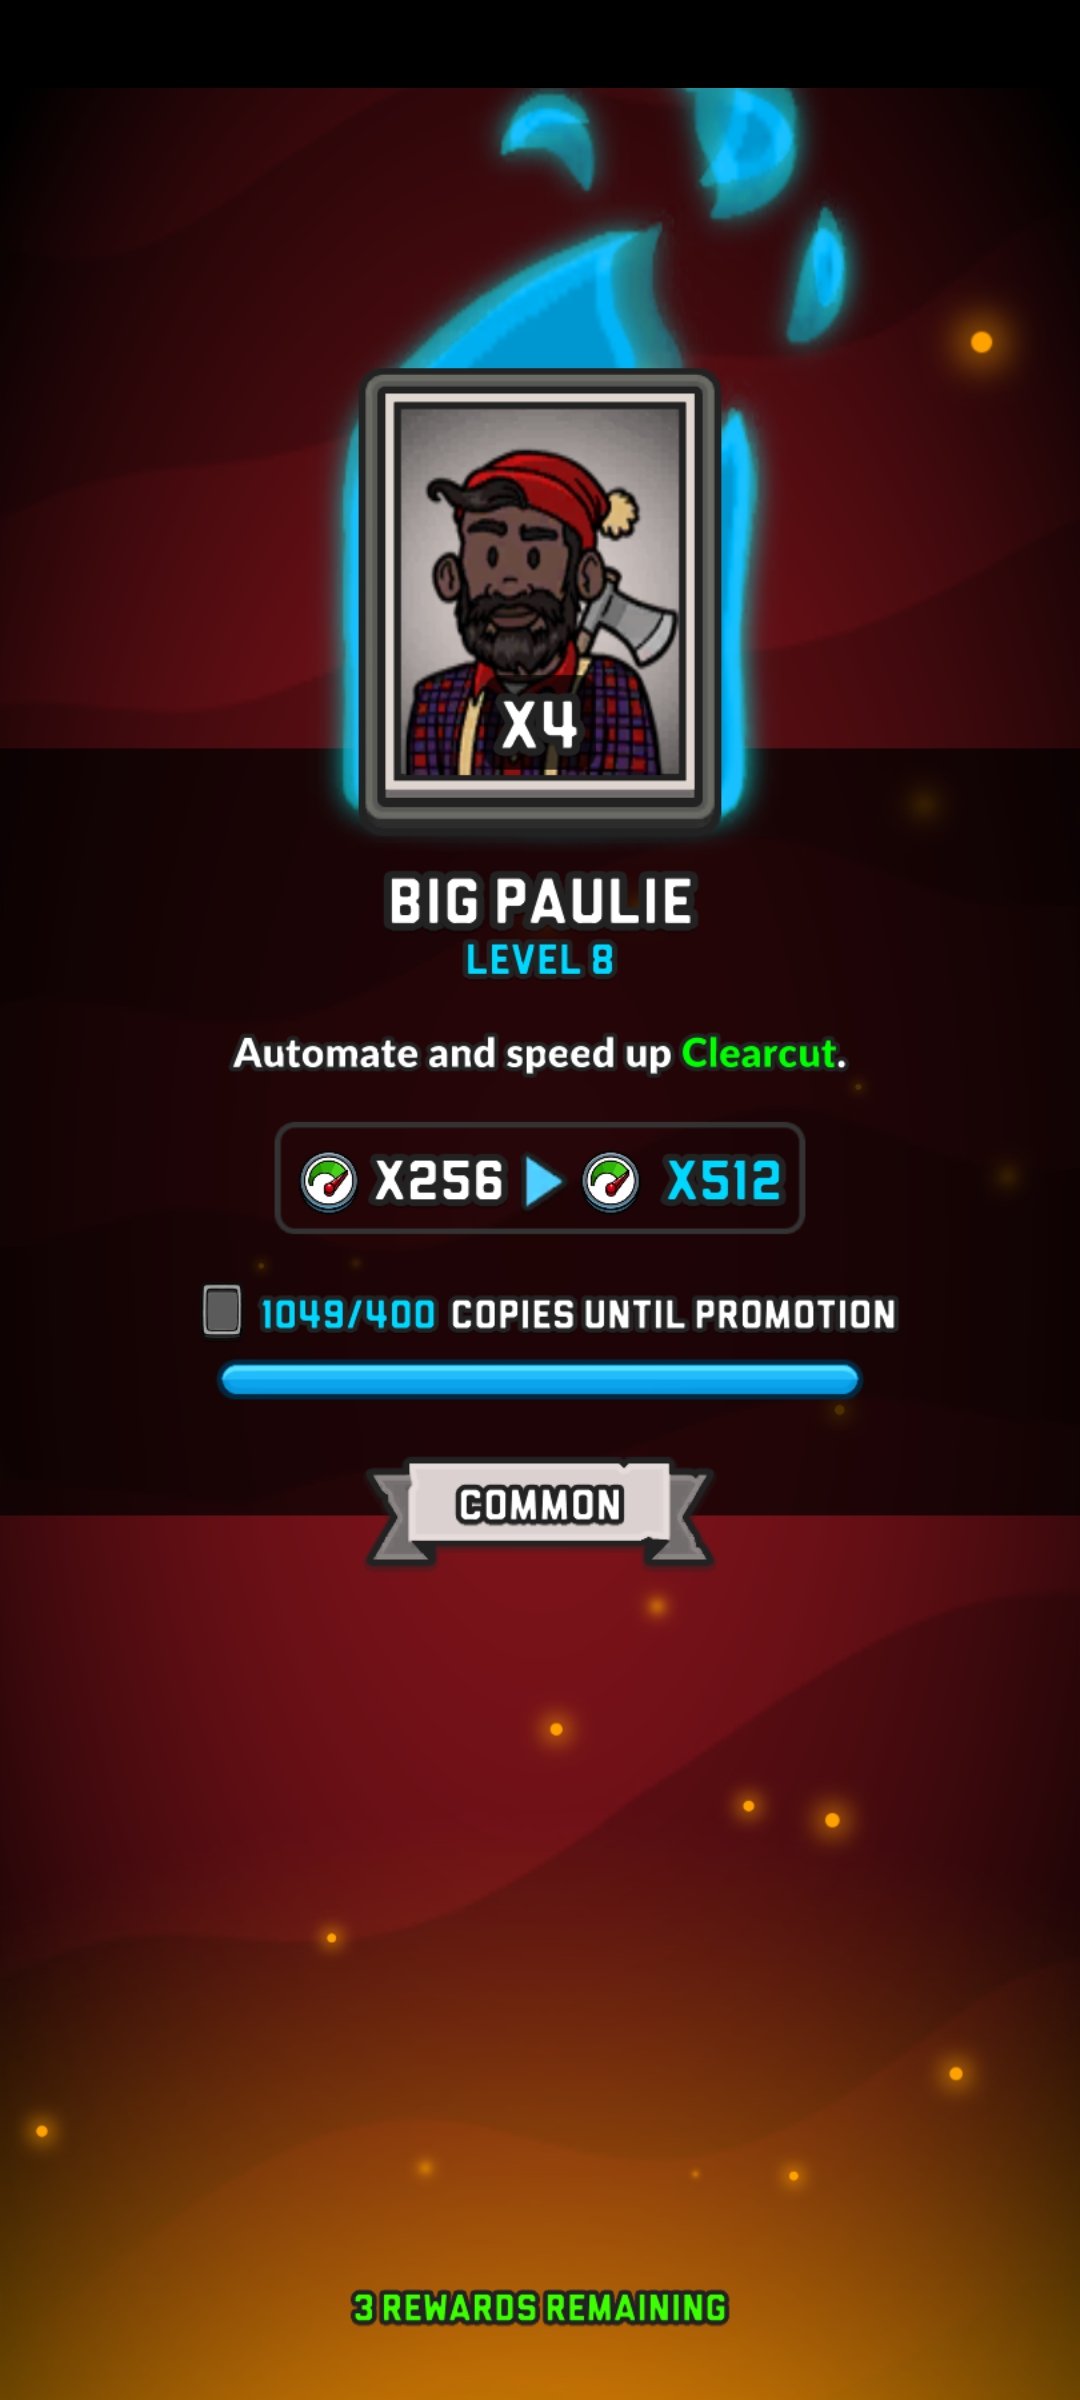 X4
BIG PAULIE
LEVEL 8
Automate and speed up Clearcut.
X256 X512
1049/400 COPIES UNTIL PROMOTION
COMMON
3 REWARDS REMAINING